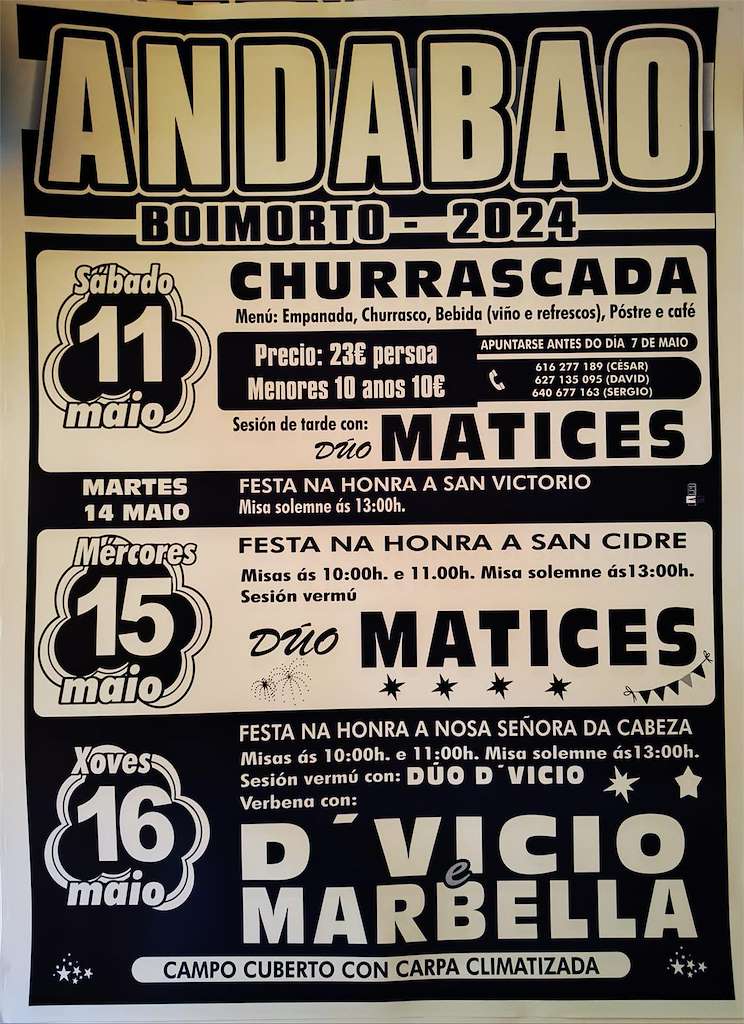 ANDABAO
BOIMORTO - 2024
Sábado
11
maio
CHURRASCADA
Menú: Empanada, Churrasco, Bebida (viño e refrescos), Póstre e café
Precio: 23€ persoa
Menores 10 anos 10€
APUNTARSE ANTES DO DÍA 7 DE MAIO
616 277 189 (CÉSAR)
627 135 095 (DAVID)
640 677 163 (SERGIO)
Sesión de tarde con:
DÚO MATICES
MARTES
14 MAIO
FESTA NA HONRA A SAN VICTORIO
Misa solemne ás 13:00h.
Mércores
15
maio
FESTA NA HONRA A SAN CIDRE
Misas ás 10:00h. e 11.00h. Misa solemne ás13:00h.
Sesión vermú
DÚO MATICES
Xoves
16
maio
FESTA NA HONRA A NOSA SEÑORA DA CABEZA
Misas ás 10:00h. e 11:00h. Misa solemne ás13:00h.
Sesión vermú con: DÚO D´VICIO
Verbena con:
D´VICIO
e
MARBELLA
CAMPO CUBERTO CON CARPA CLIMATIZADA